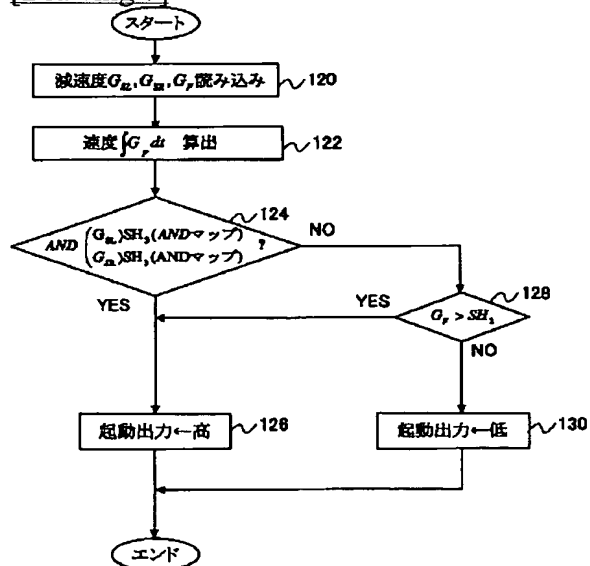 スタート
減速度G_SL, G_SR, G_F読み込み
120
速度∫G_F dt 算出
122
124
AND (G_SL)SH_3(ANDマップ) ?
(G_SR)SH_3(ANDマップ)
NO
YES
128
YES
G_F > SH_2
NO
起動出力←高
126
起動出力←低
130
エンド